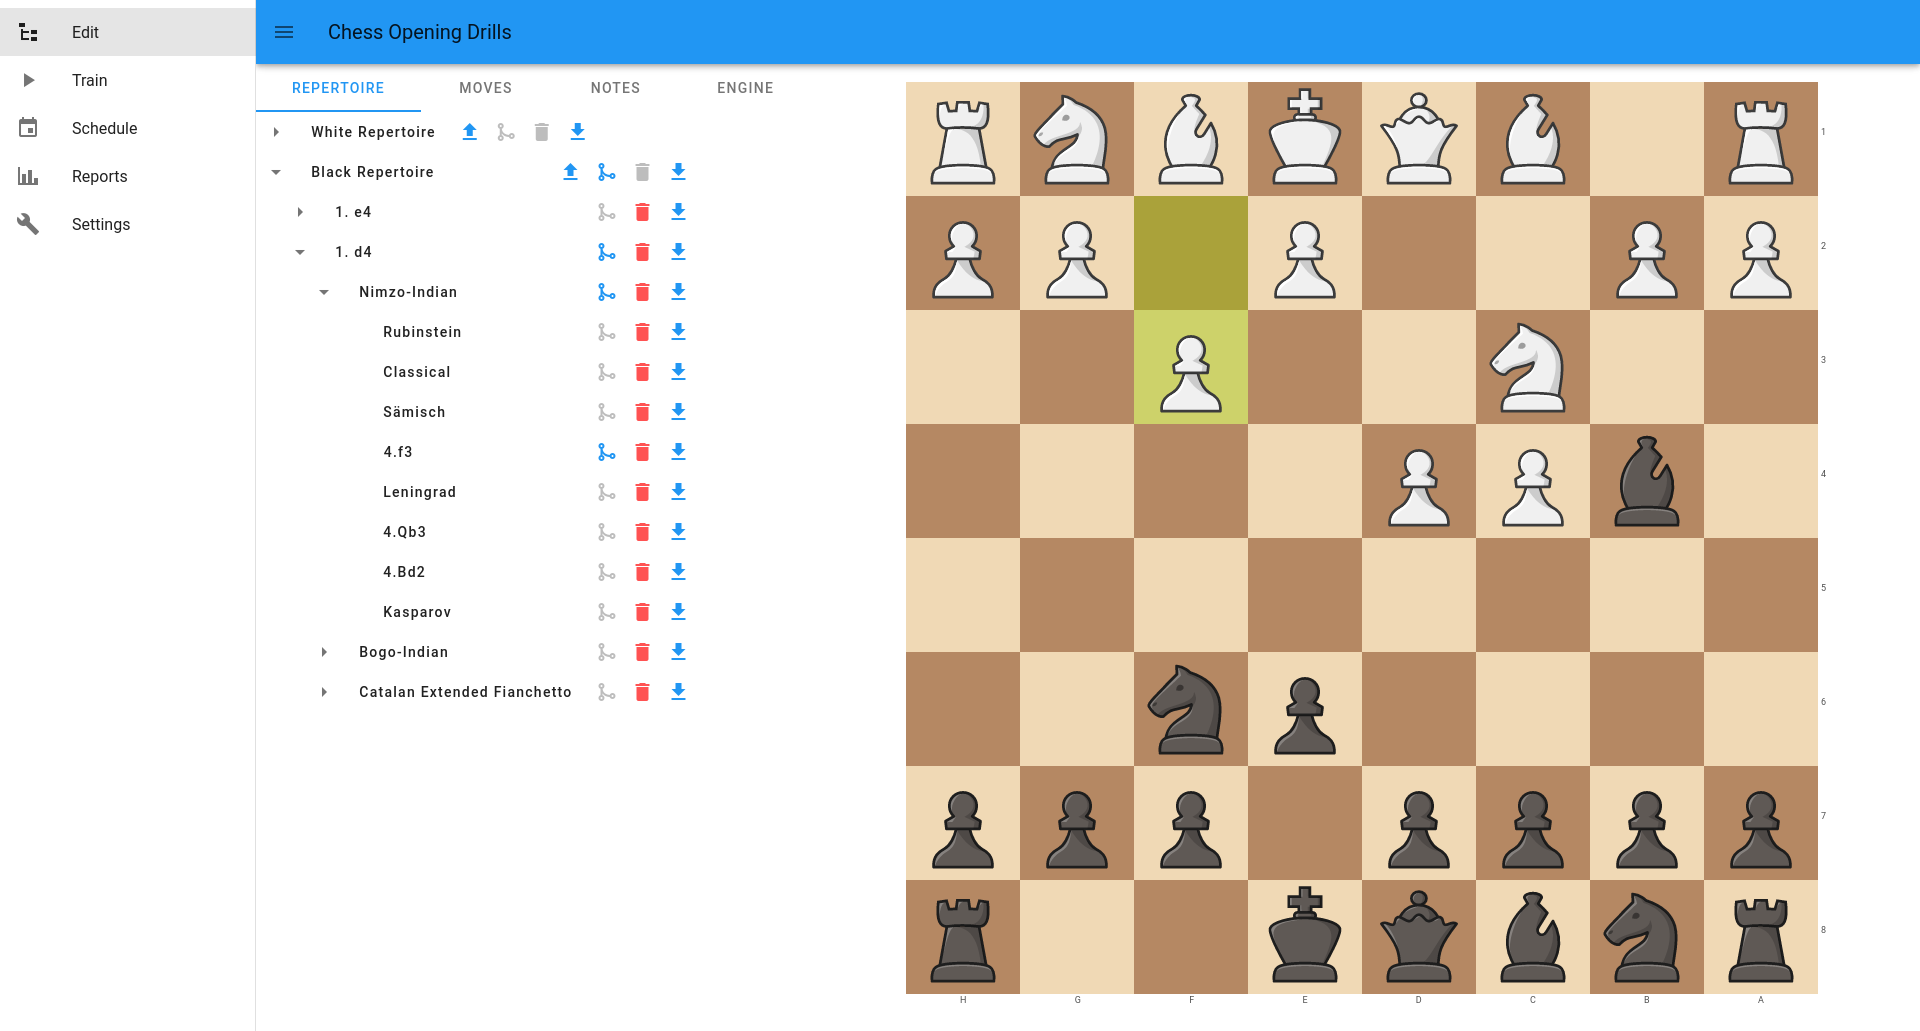 Edit
Train
Schedule
Reports
Settings
Chess Opening Drills
REPERTOIRE MOVES NOTES ENGINE
White Repertoire
Black Repertoire
1. e4
1. d4
Nimzo-Indian
Rubinstein
Classical
Sämisch
4.f3
Leningrad
4.Qb3
4.Bd2
Kasparov
Bogo-Indian
Catalan Extended Fianchetto
1
2
3
4
5
6
7
8
H G F E D C B A